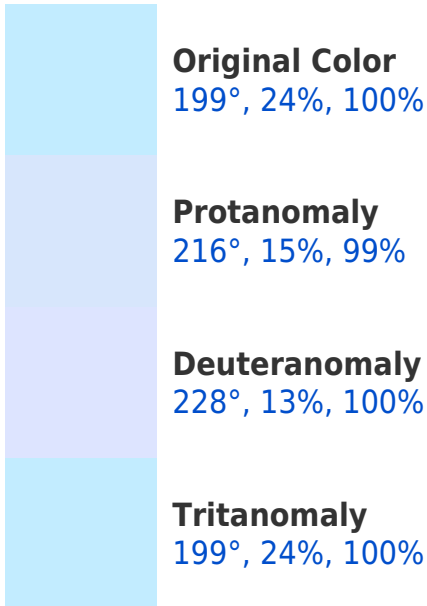 Original Color
199°, 24%, 100%
Protanomaly
216°, 15%, 99%
Deuteranomaly
228°, 13%, 100%
Tritanomaly
199°, 24%, 100%